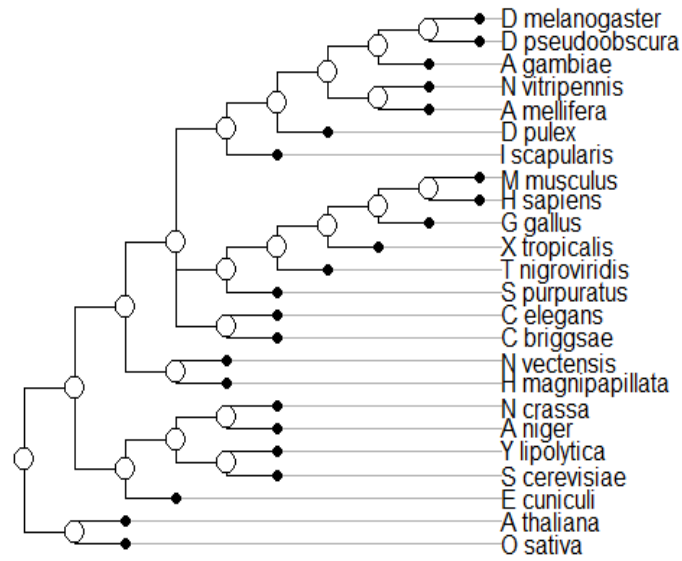 D melanogaster
D pseudoobscura
A gambiae
N vitripennis
A mellifera
D pulex
I scapularis
M musculus
H sapiens
G gallus
X tropicalis
T nigroviridis
S purpuratus
C elegans
C briggsae
N vectensis
H magnipapillata
N crassa
A niger
Y lipolytica
S cerevisiae
E cuniculi
A thaliana
O sativa